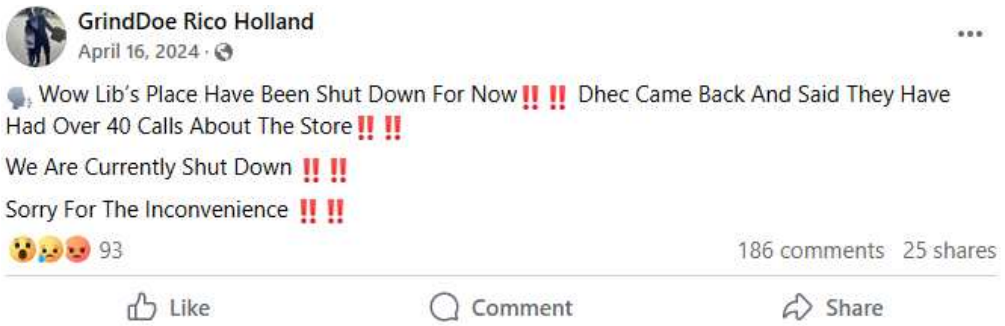 GrindDoe Rico Holland
April 16, 2024 ·
🗣 Wow Lib's Place Have Been Shut Down For Now‼️ ‼️ Dhec Came Back And Said They Have
Had Over 40 Calls About The Store‼️ ‼️
We Are Currently Shut Down ‼️ ‼️
Sorry For The Inconvenience ‼️ ‼️
93 186 comments 25 shares
Like Comment Share